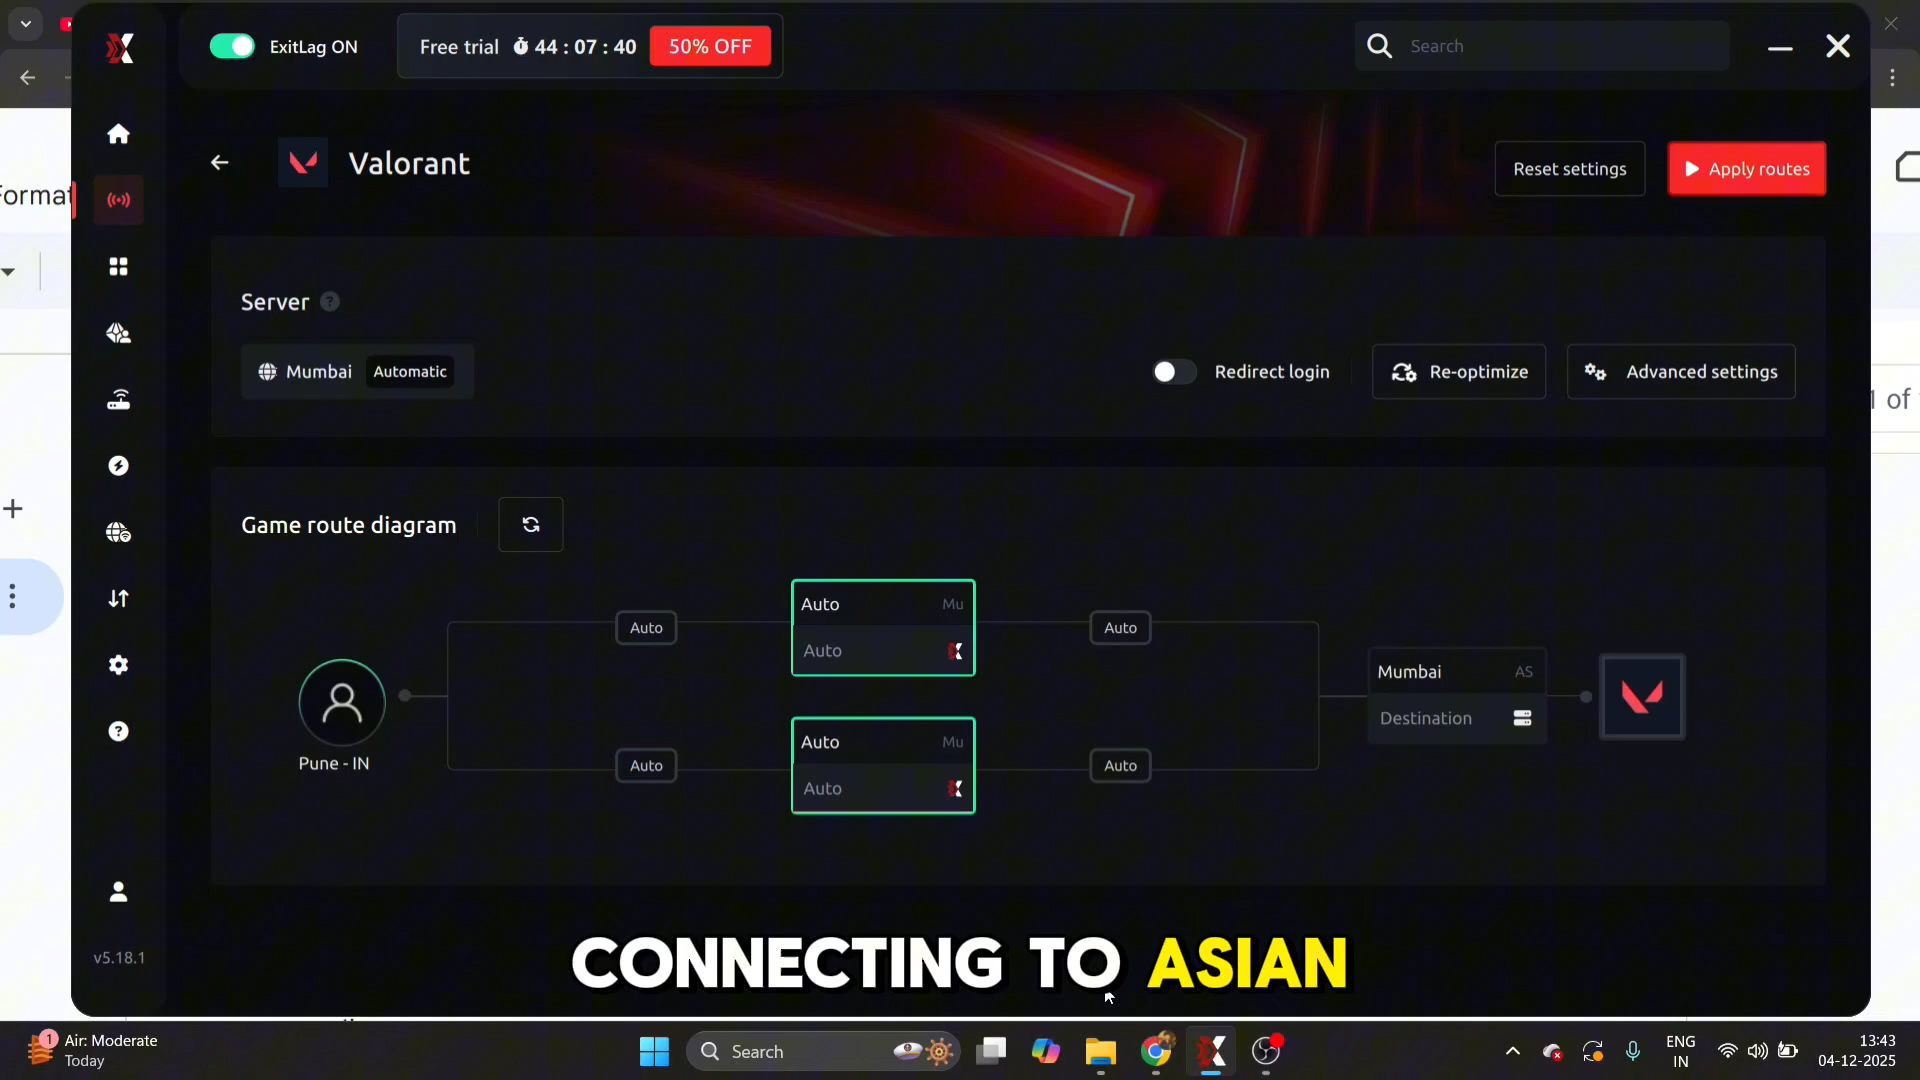 ExitLag ON
Free trial 44 : 07 : 40 50% OFF
Search
Valorant
Reset settings
Apply routes
Format
Server ?
Mumbai Automatic
Redirect login
Re-optimize
Advanced settings
1 of
Game route diagram
Auto
Auto Mu
Auto
Auto
Mumbai AS
Destination
Pune - IN
Auto
Auto Mu
Auto
Auto
v5.18.1
CONNECTING TO ASIAN
1
Air: Moderate
Today
Search
ENG
IN
13:43
04-12-2025